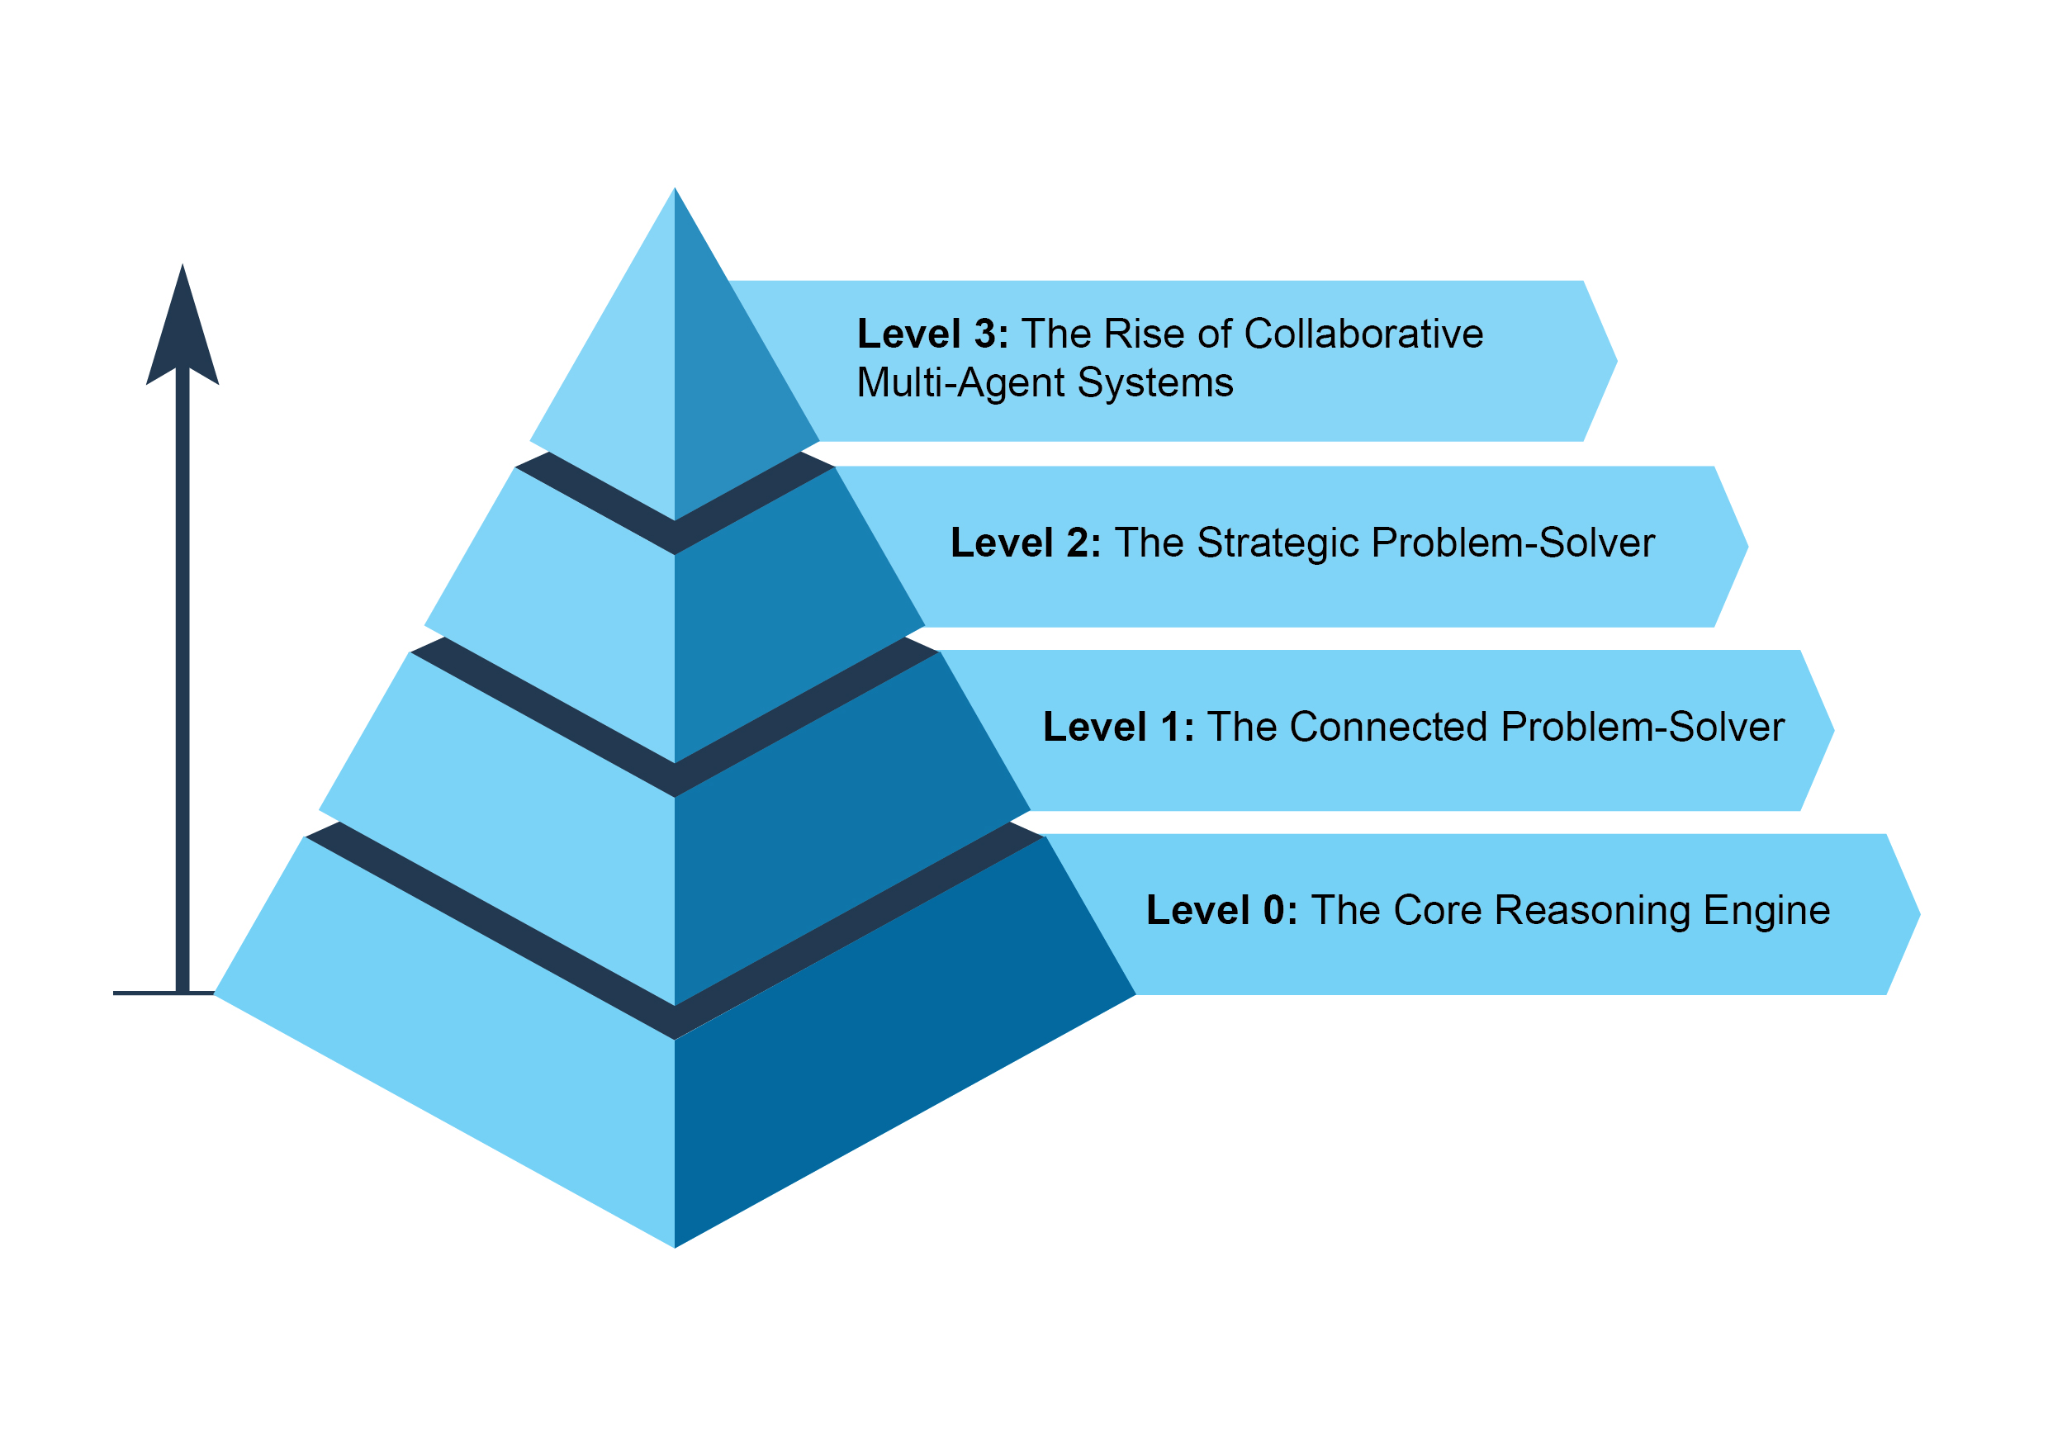 Level 3: The Rise of Collaborative
Multi-Agent Systems
Level 2: The Strategic Problem-Solver
Level 1: The Connected Problem-Solver
Level 0: The Core Reasoning Engine